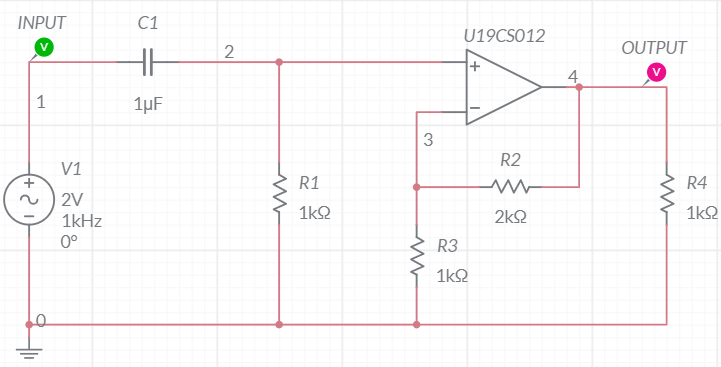 INPUT
V
C1
1µF
1
2
U19CS012
+
−
4
OUTPUT
V
3
V1
+
−
2V
1kHz
0°
R1
1kΩ
R2
2kΩ
R3
1kΩ
R4
1kΩ
0